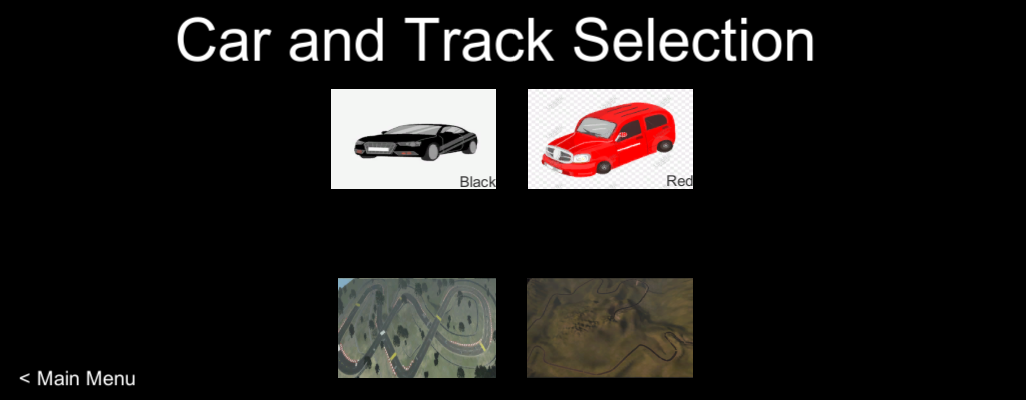 Car and Track Selection
Black
Red
< Main Menu